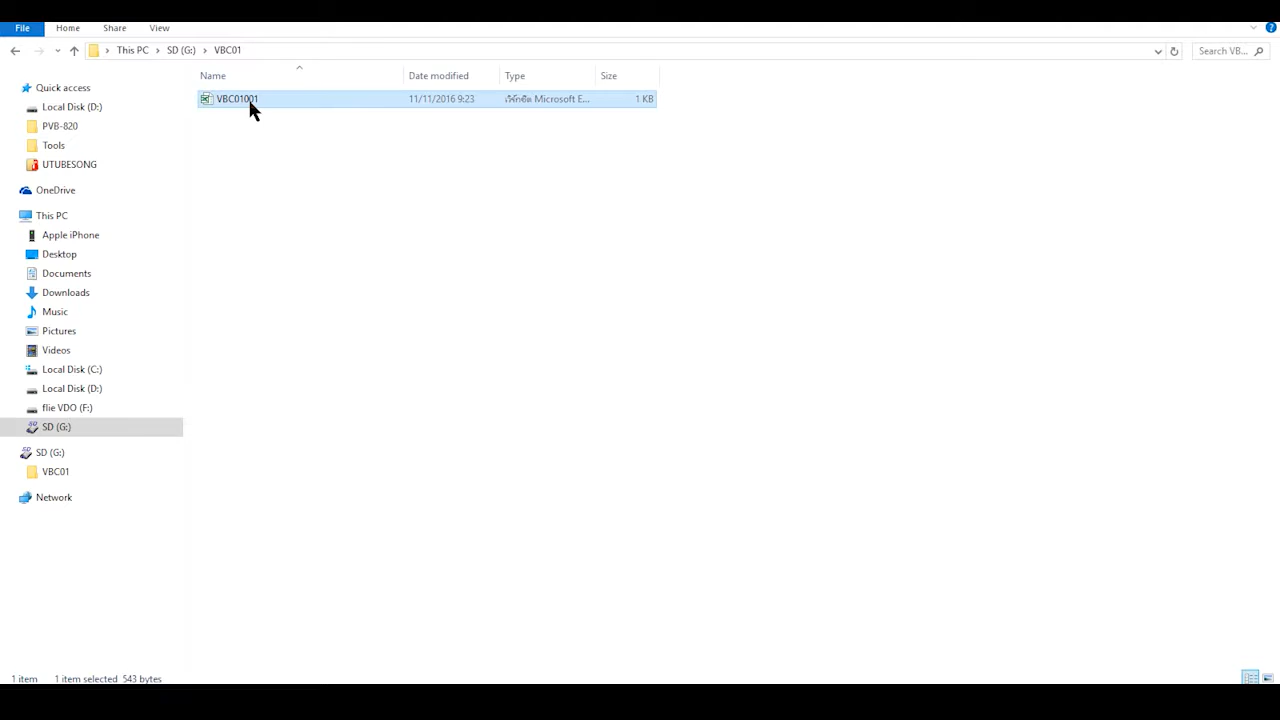 File Home Share View
This PC SD (G:) VBC01 Search VB...
Name Date modified Type Size
VBC01001 11/11/2016 9:23 Microsoft E... 1 KB
Quick access
Local Disk (D:)
PVB-820
Tools
UTUBESONG
OneDrive
This PC
Apple iPhone
Desktop
Documents
Downloads
Music
Pictures
Videos
Local Disk (C:)
Local Disk (D:)
flie VDO (F:)
SD (G:)
SD (G:)
VBC01
Network
1 item 1 item selected 543 bytes